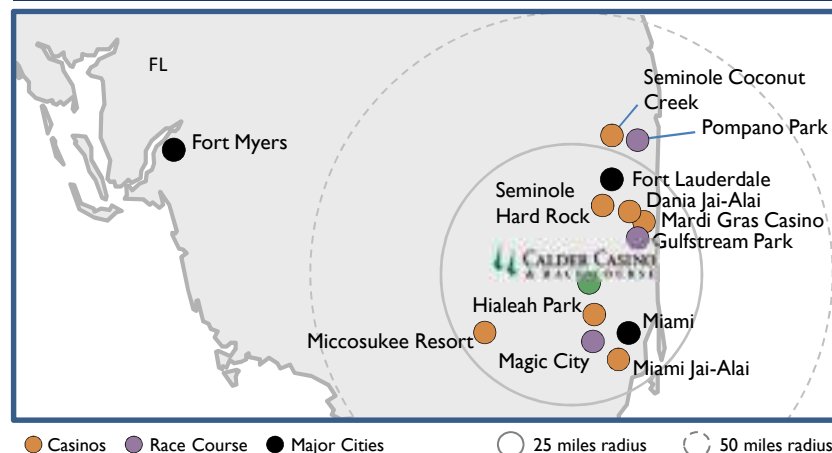 FL
Seminole Coconut
Creek
Pompano Park
Fort Myers
Fort Lauderdale
Seminole
Hard Rock
Dania Jai-Alai
Mardi Gras Casino
Gulfstream Park
CALDER CASINO
& RACE COURSE
Hialeah Park
Miami
Miccosukee Resort
Magic City
Miami Jai-Alai
Casinos
Race Course
Major Cities
25 miles radius
50 miles radius